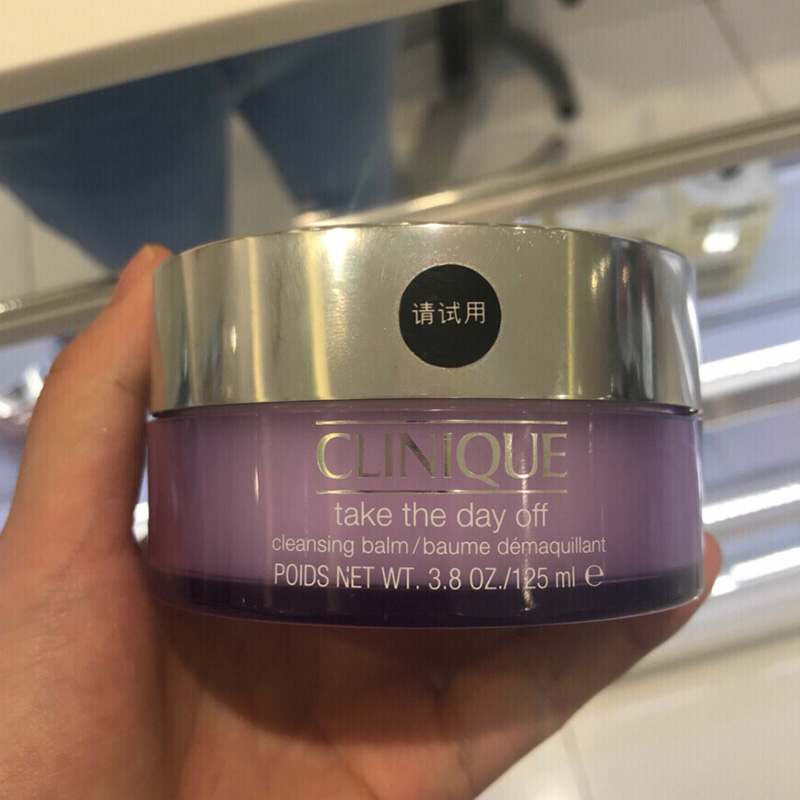 请试用
CLINIQUE
take the day off
cleansing balm/baume démaquillant
POIDS NET WT. 3.8 OZ./125 ml ℮